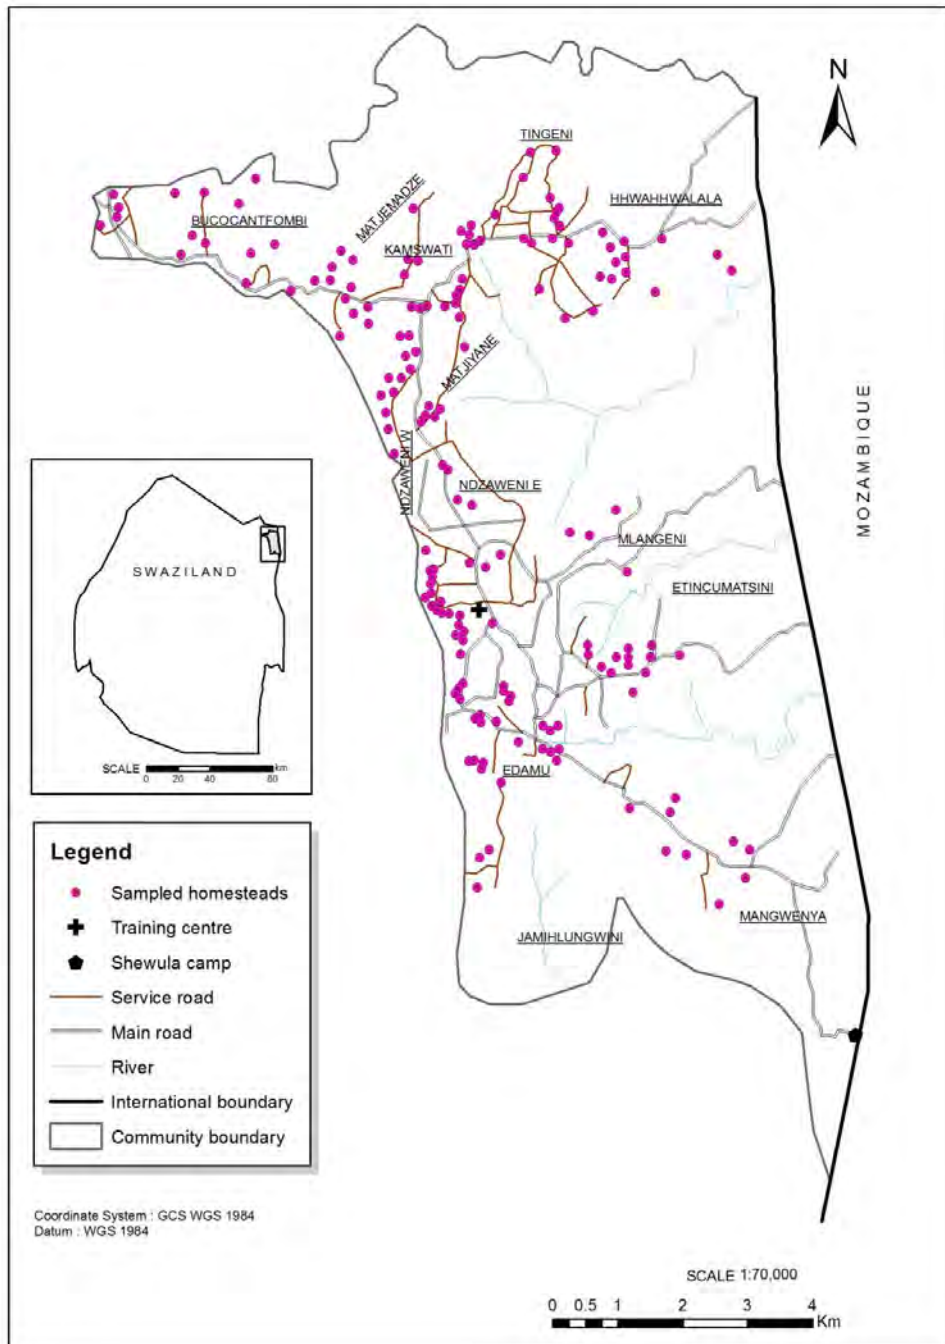 N
TINGENI
HHWAHHWALALA
MATJEMADZE
BUCOCANTFOMBI
KAMSWATI
MATJIYANE
MOZAMBIQUE
NDZAWENI W
NDZAWENI E
MLANGENI
ETINCUMATSINI
SWAZILAND
SCALE
km
0 20 40 80
EDAMU
MANGWENYA
JAMIHLUNGWINI
Legend
Sampled homesteads
Training centre
Shewula camp
Service road
Main road
River
International boundary
Community boundary
Coordinate System : GCS WGS 1984
Datum : WGS 1984
SCALE 1:70,000
0 0.5 1 2 3 4
Km